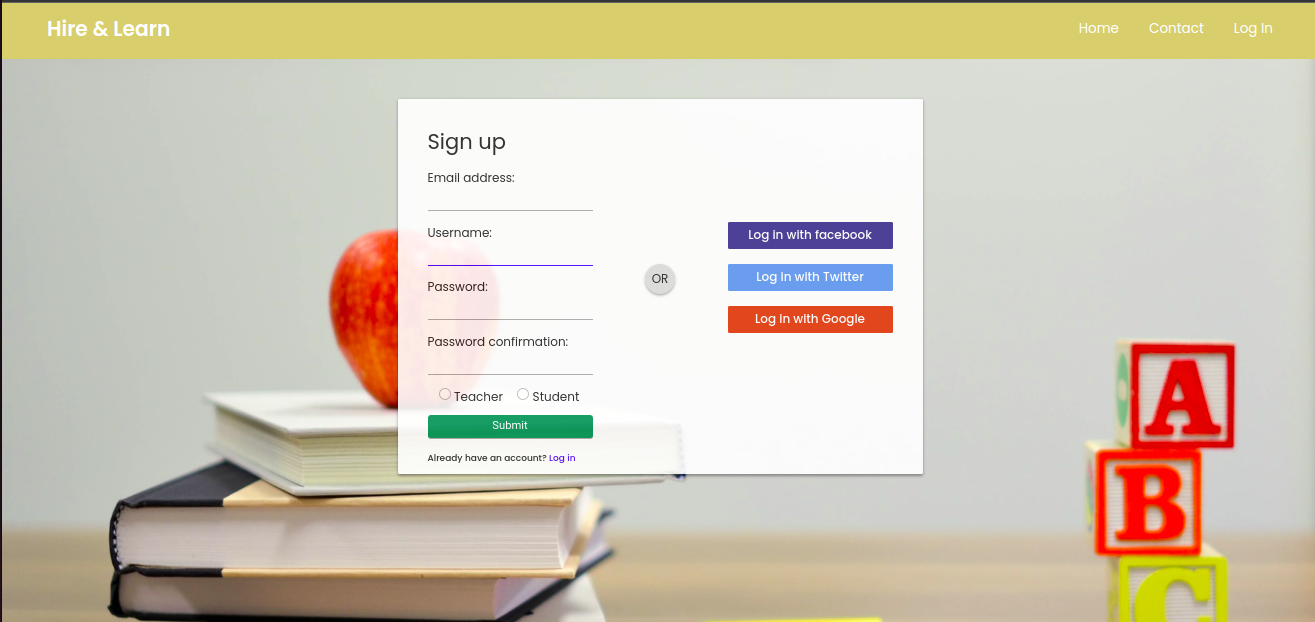 Hire & Learn
Home Contact Log In
Sign up
Email address:
Username:
Password:
Password confirmation:
Teacher Student
Submit
Already have an account? Log in
OR
Log in with facebook
Log in with Twitter
Log in with Google
A
B
C